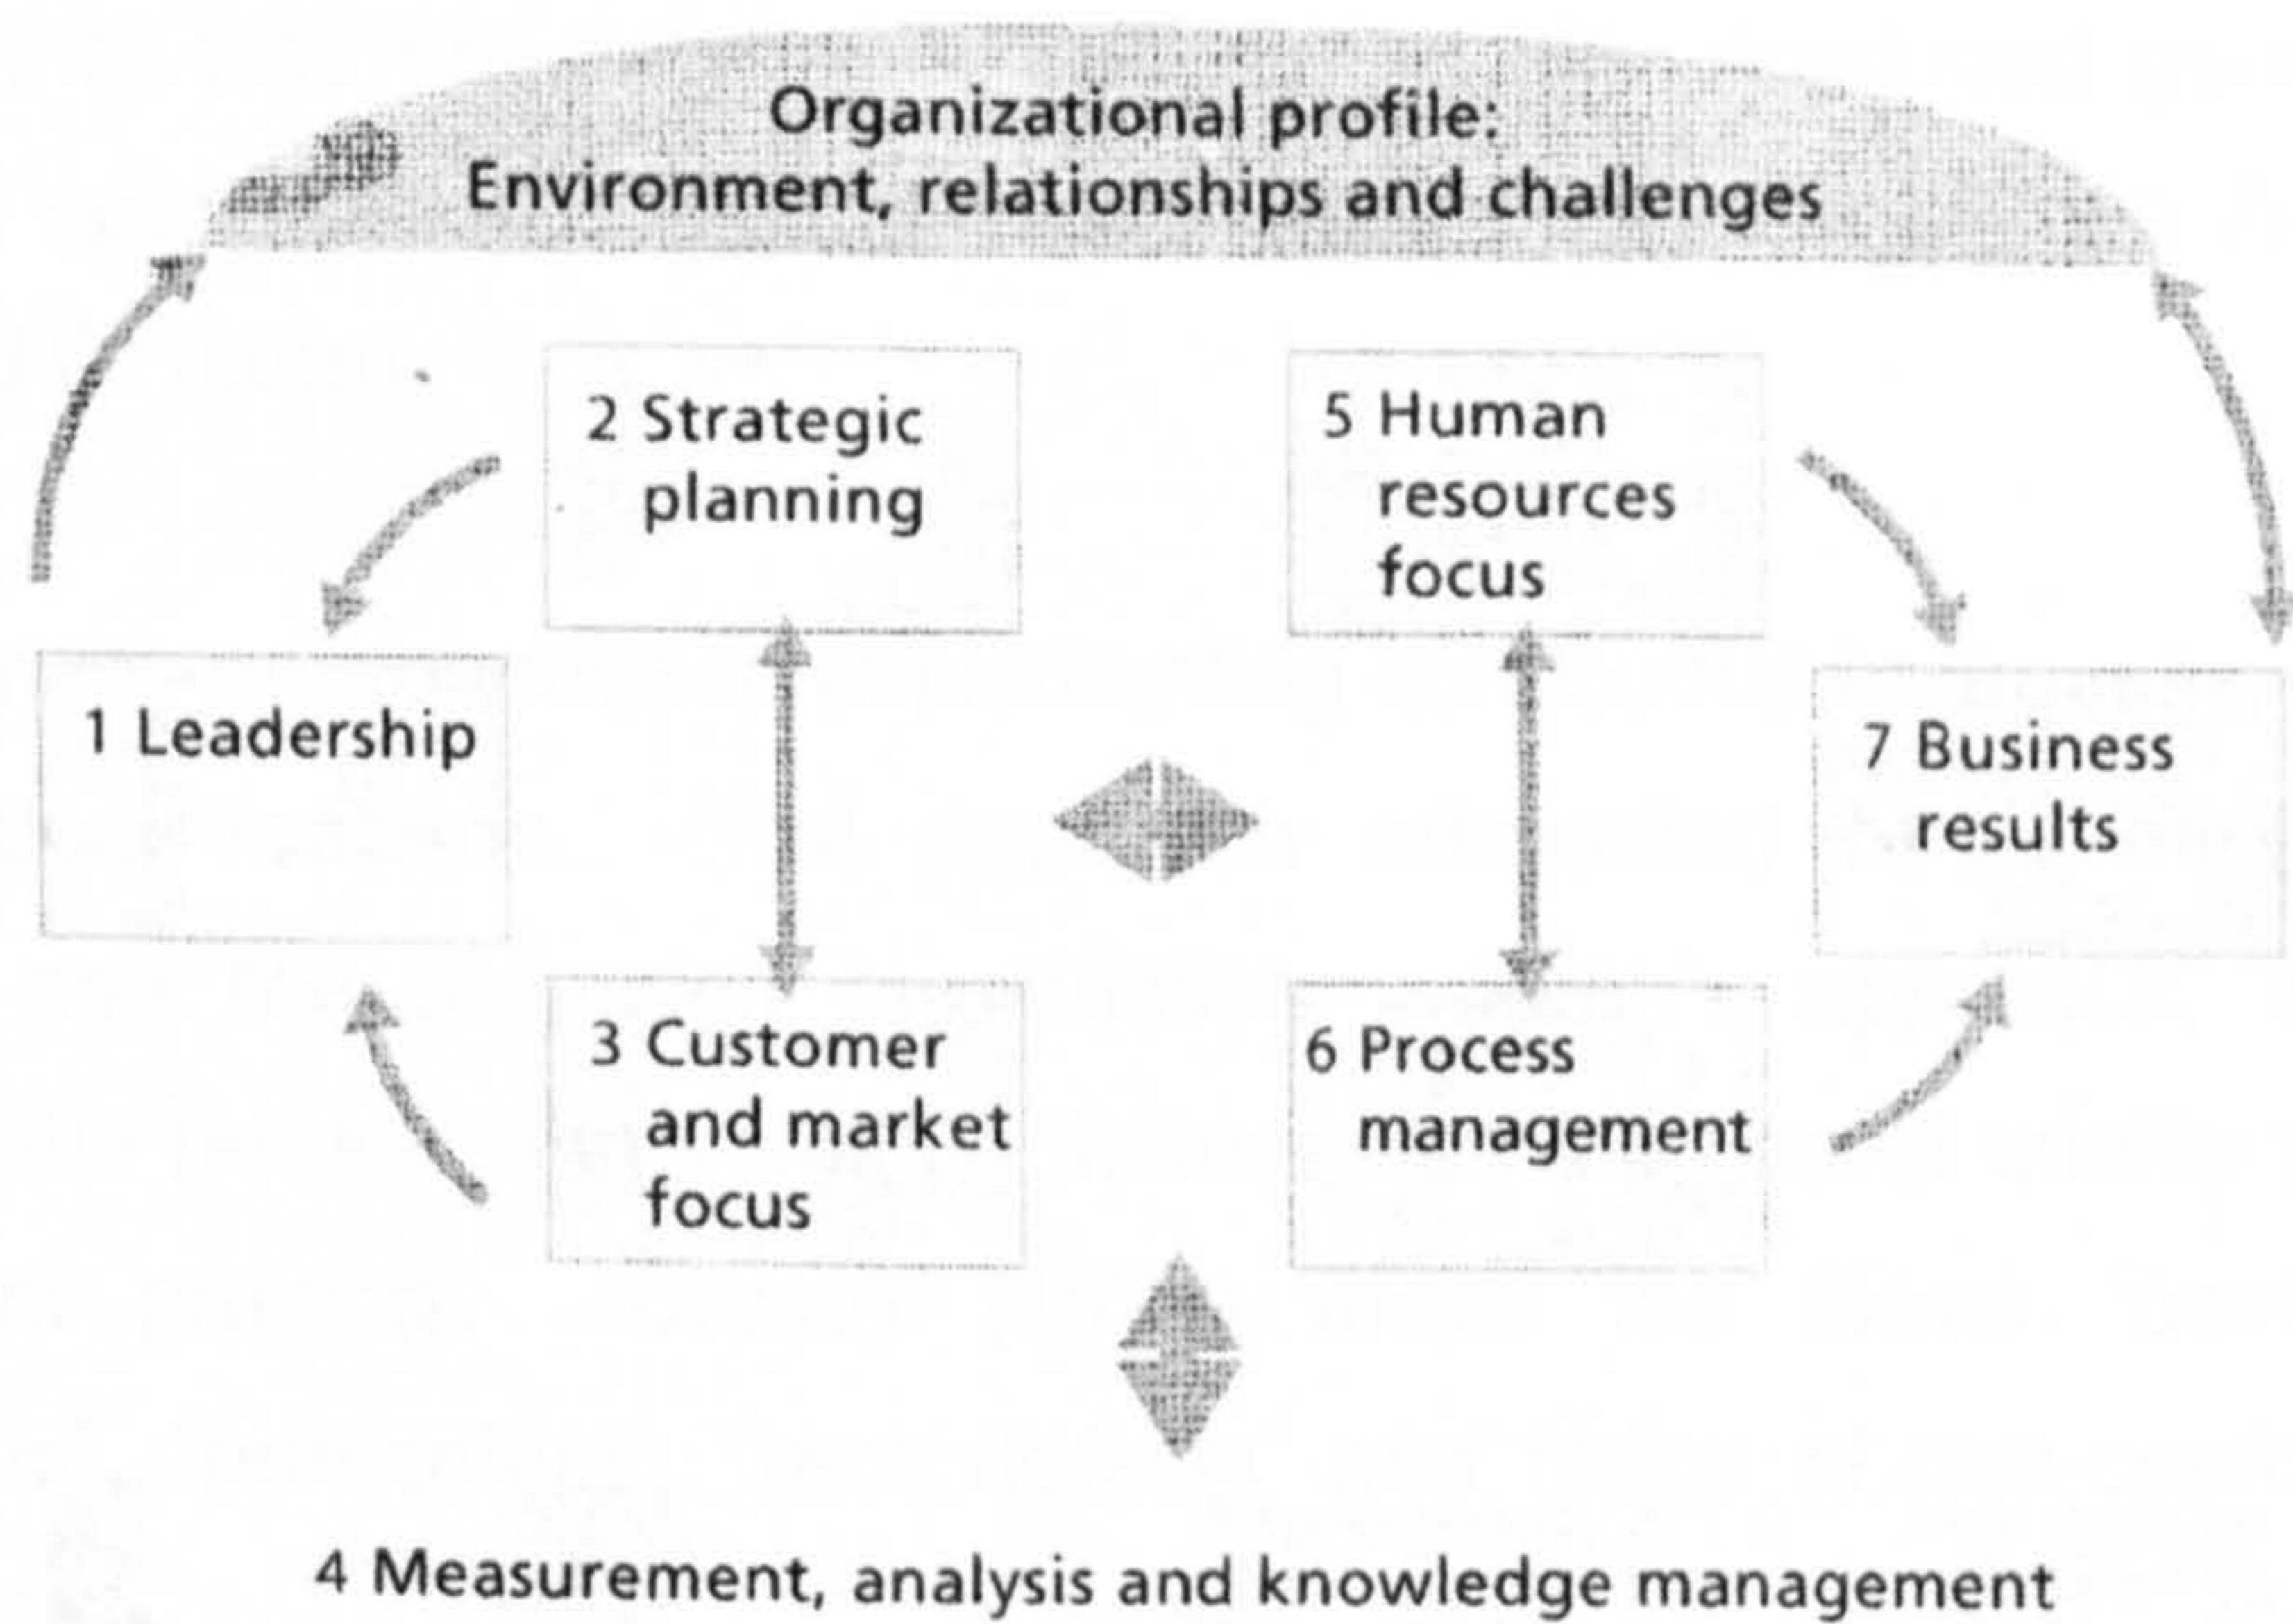 Organizational profile:
Environment, relationships and challenges
2 Strategic
planning
5 Human
resources
focus
1 Leadership
7 Business
results
3 Customer
and market
focus
6 Process
management
4 Measurement, analysis and knowledge management